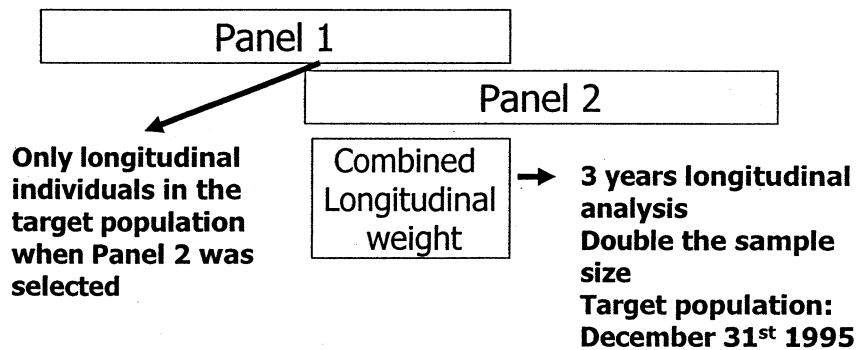 Panel 1
Panel 2
Only longitudinal
individuals in the
target population
when Panel 2 was
selected
Combined
Longitudinal
weight
3 years longitudinal
analysis
Double the sample
size
Target population:
December 31st 1995